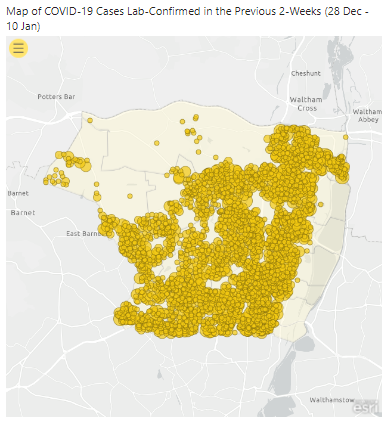 Map of COVID-19 Cases Lab-Confirmed in the Previous 2-Weeks (28 Dec -
10 Jan)
Cheshunt
Potters Bar
Waltham
Cross
Waltham
Abbey
Barnet
Barnet
East Barn
Walthamstow
esri